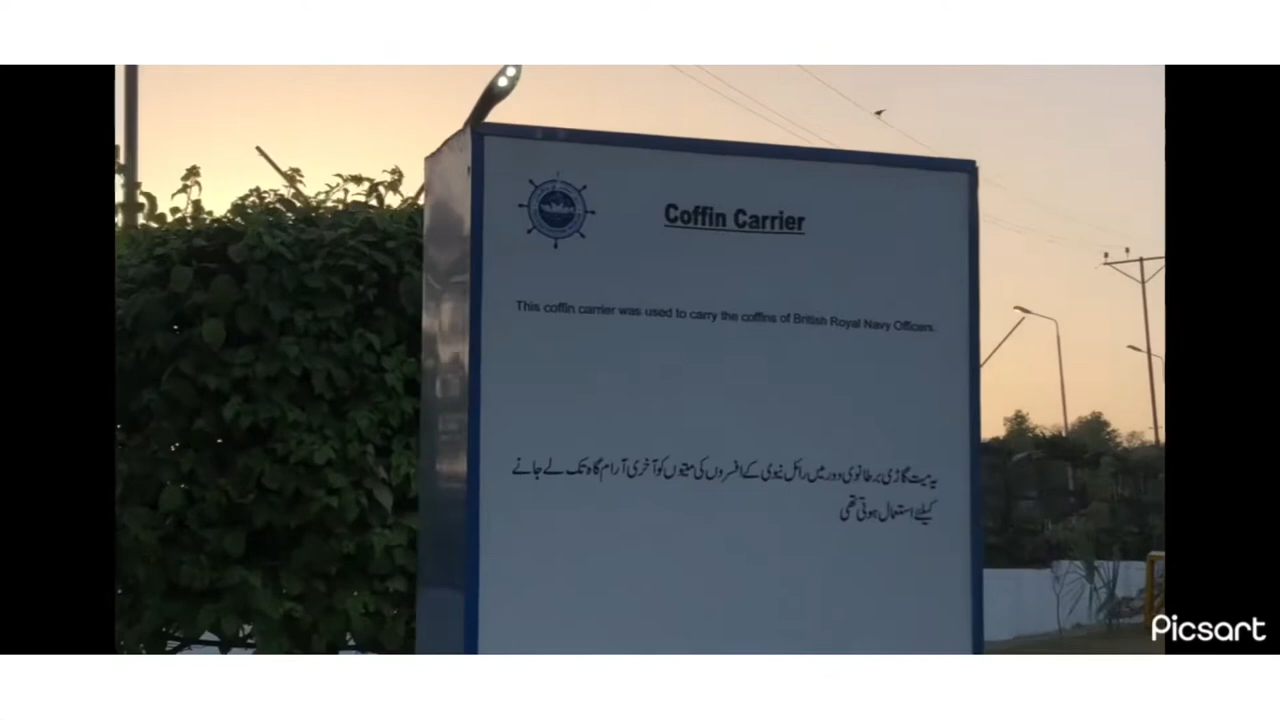 Coffin Carrier
This coffin carrier was used to carry the coffins of British Royal Navy Officers.
یہ میت گاڑی برطانوی دور میں رائل نیوی کے افسروں کی میتوں کو آخری آرام گاہ تک لے جانے
کیلئے استعمال ہوتی تھی
Picsart